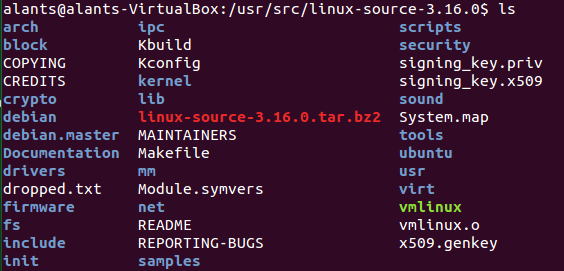 alants@alants-VirtualBox:/usr/src/linux-source-3.16.0$ ls
arch ipc scripts
block Kbuild security
COPYING Kconfig signing_key.priv
CREDITS kernel signing_key.x509
crypto lib sound
debian linux-source-3.16.0.tar.bz2 System.map
debian.master MAINTAINERS tools
Documentation Makefile ubuntu
drivers mm usr
dropped.txt Module.symvers virt
firmware net vmlinux
fs README vmlinux.o
include REPORTING-BUGS x509.genkey
init samples